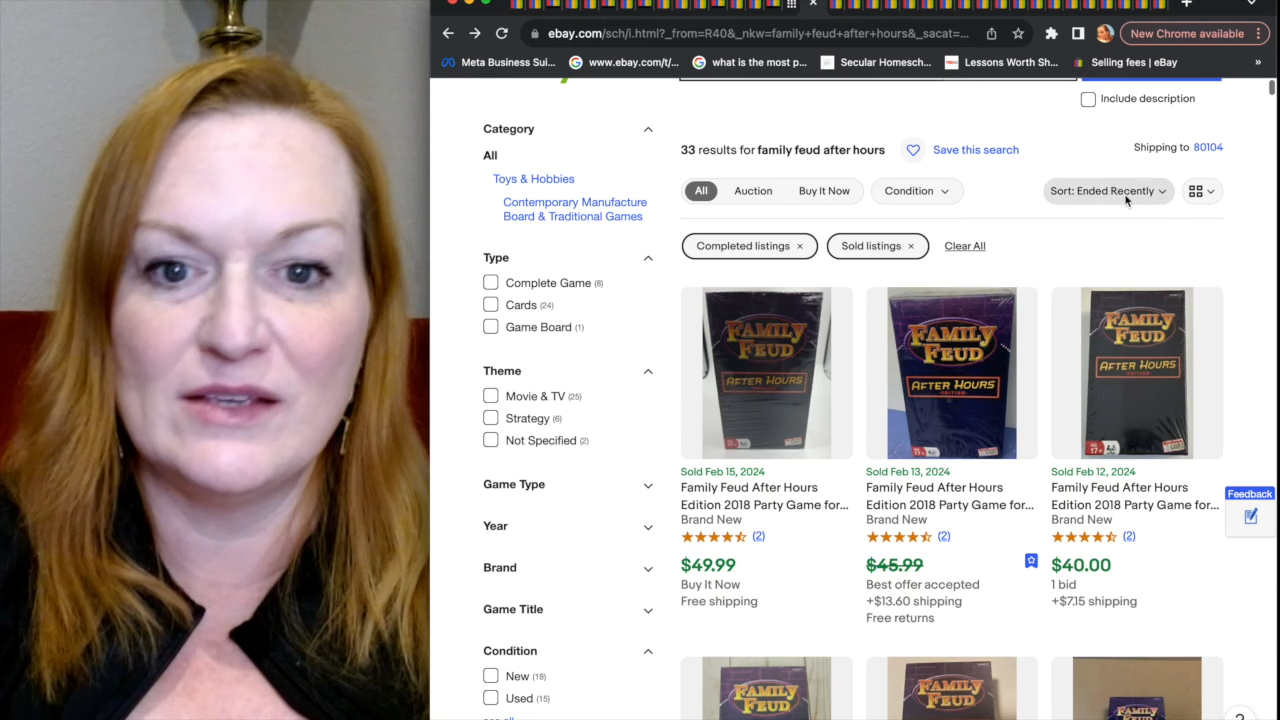 ebay.com/sch/i.html?_from=R40&_nkw=family+feud+after+hours&_sacat=...
New Chrome available
Meta Business Sui...
www.ebay.com/t/...
what is the most p...
Secular Homesch...
Lessons Worth Sh...
Selling fees | eBay
»
Include description
Category
All
Toys & Hobbies
Contemporary Manufacture
Board & Traditional Games
Type
Complete Game (8)
Cards (24)
Game Board (1)
Theme
Movie & TV (25)
Strategy (6)
Not Specified (2)
Game Type
Year
Brand
Game Title
Condition
New (18)
Used (15)
33 results for family feud after hours
Save this search
Shipping to 80104
All
Auction
Buy It Now
Condition
Sort: Ended Recently
Completed listings ×
Sold listings ×
Clear All
FAMILY
FEUD
AFTER HOURS
Sold Feb 15, 2024
Family Feud After Hours
Edition 2018 Party Game for...
Brand New
(2)
$49.99
Buy It Now
Free shipping
FAMILY
FEUD
AFTER HOURS
EDITION
Sold Feb 13, 2024
Family Feud After Hours
Edition 2018 Party Game for...
Brand New
(2)
$45.99
Best offer accepted
+$13.60 shipping
Free returns
FAMILY
FEUD
AFTER HOURS
EDITION
17+
Sold Feb 12, 2024
Family Feud After Hours
Edition 2018 Party Game for...
Brand New
(2)
$40.00
1 bid
+$7.15 shipping
Feedback
FAMILY
FAMILY
FEUD
FAMILY